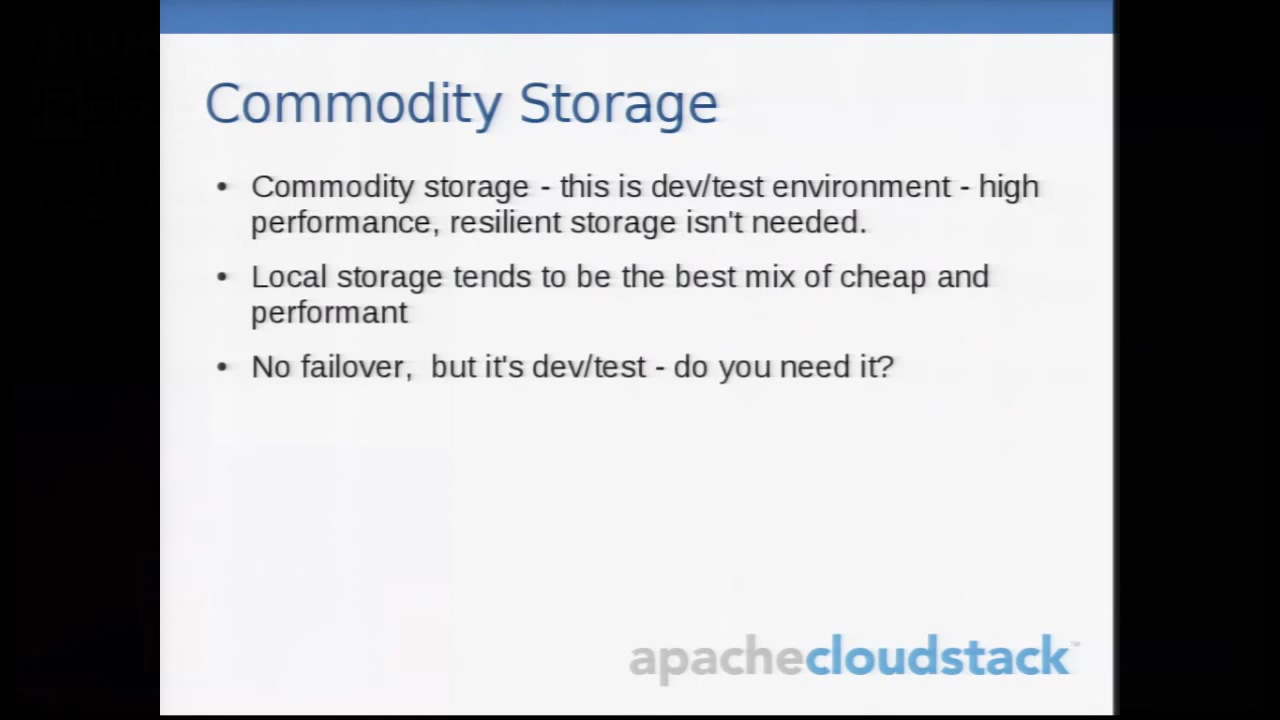 Commodity Storage
• Commodity storage - this is dev/test environment - high
performance, resilient storage isn't needed.
• Local storage tends to be the best mix of cheap and
performant
• No failover,  but it's dev/test - do you need it?
apachecloudstack™